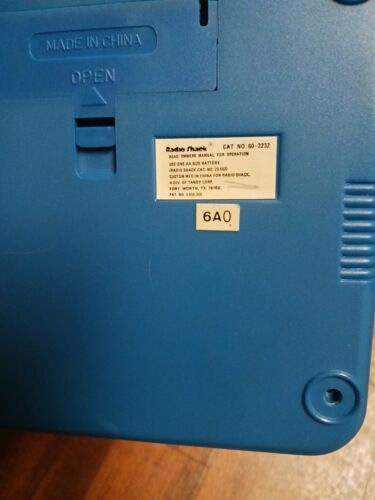 MADE IN CHINA
OPEN
Radio Shack® CAT. NO. 60-2232
READ OWNERS MANUAL FOR OPERATION
USE ONE AA SIZE BATTERY
(RADIO SHACK CAT. NO.
CUSTOM MFD IN CHINA FOR RADIO SHACK,
A DIV. OF TANDY CORP.
FORT WORTH, TX 76102
PAT. NO.
6A0